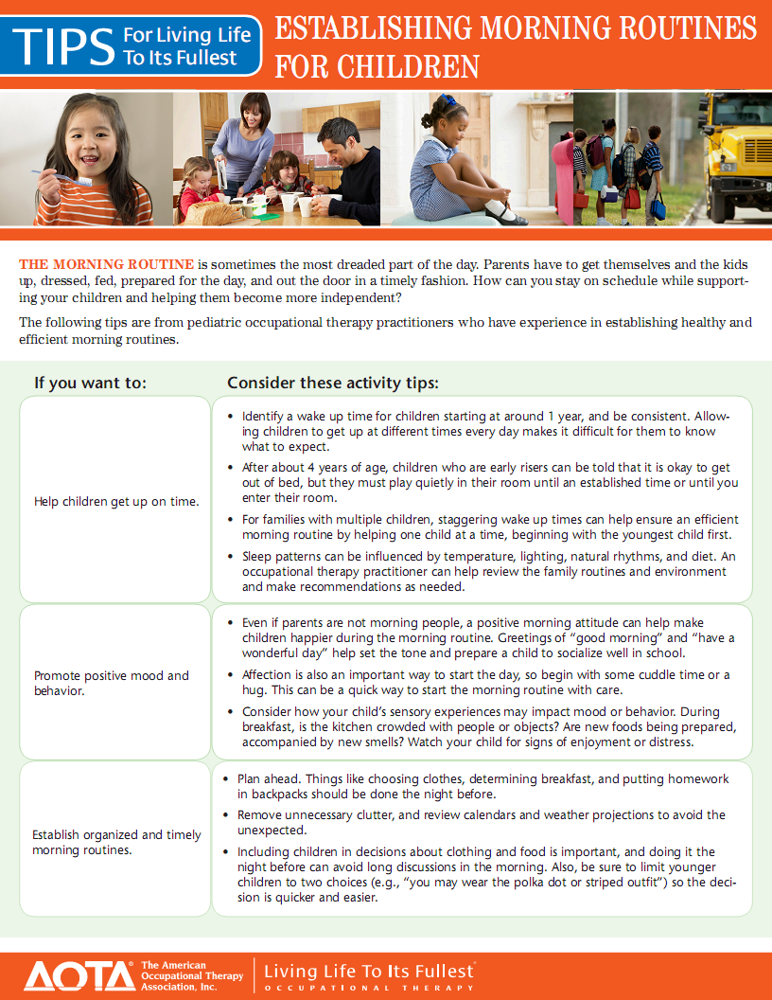 TIPS For Living Life
To Its Fullest
ESTABLISHING MORNING ROUTINES
FOR CHILDREN
THE MORNING ROUTINE is sometimes the most dreaded part of the day. Parents have to get themselves and the kids
up, dressed, fed, prepared for the day, and out the door in a timely fashion. How can you stay on schedule while support-
ing your children and helping them become more independent?
The following tips are from pediatric occupational therapy practitioners who have experience in establishing healthy and
efficient morning routines.
If you want to:
Consider these activity tips:
Help children get up on time.
• Identify a wake up time for children starting at around 1 year, and be consistent. Allow-
ing children to get up at different times every day makes it difficult for them to know
what to expect.
• After about 4 years of age, children who are early risers can be told that it is okay to get
out of bed, but they must play quietly in their room until an established time or until you
enter their room.
• For families with multiple children, staggering wake up times can help ensure an efficient
morning routine by helping one child at a time, beginning with the youngest child first.
• Sleep patterns can be influenced by temperature, lighting, natural rhythms, and diet. An
occupational therapy practitioner can help review the family routines and environment
and make recommendations as needed.
Promote positive mood and
behavior.
• Even if parents are not morning people, a positive morning attitude can help make
children happier during the morning routine. Greetings of “good morning” and “have a
wonderful day” help set the tone and prepare a child to socialize well in school.
• Affection is also an important way to start the day, so begin with some cuddle time or a
hug. This can be a quick way to start the morning routine with care.
• Consider how your child’s sensory experiences may impact mood or behavior. During
breakfast, is the kitchen crowded with people or objects? Are new foods being prepared,
accompanied by new smells? Watch your child for signs of enjoyment or distress.
Establish organized and timely
morning routines.
• Plan ahead. Things like choosing clothes, determining breakfast, and putting homework
in backpacks should be done the night before.
• Remove unnecessary clutter, and review calendars and weather projections to avoid the
unexpected.
• Including children in decisions about clothing and food is important, and doing it the
night before can avoid long discussions in the morning. Also, be sure to limit younger
children to two choices (e.g., “you may wear the polka dot or striped outfit”) so the deci-
sion is quicker and easier.
AOTA®
The American
Occupational Therapy
Association, Inc.
Living Life To Its Fullest®
OCCUPATIONAL THERAPY